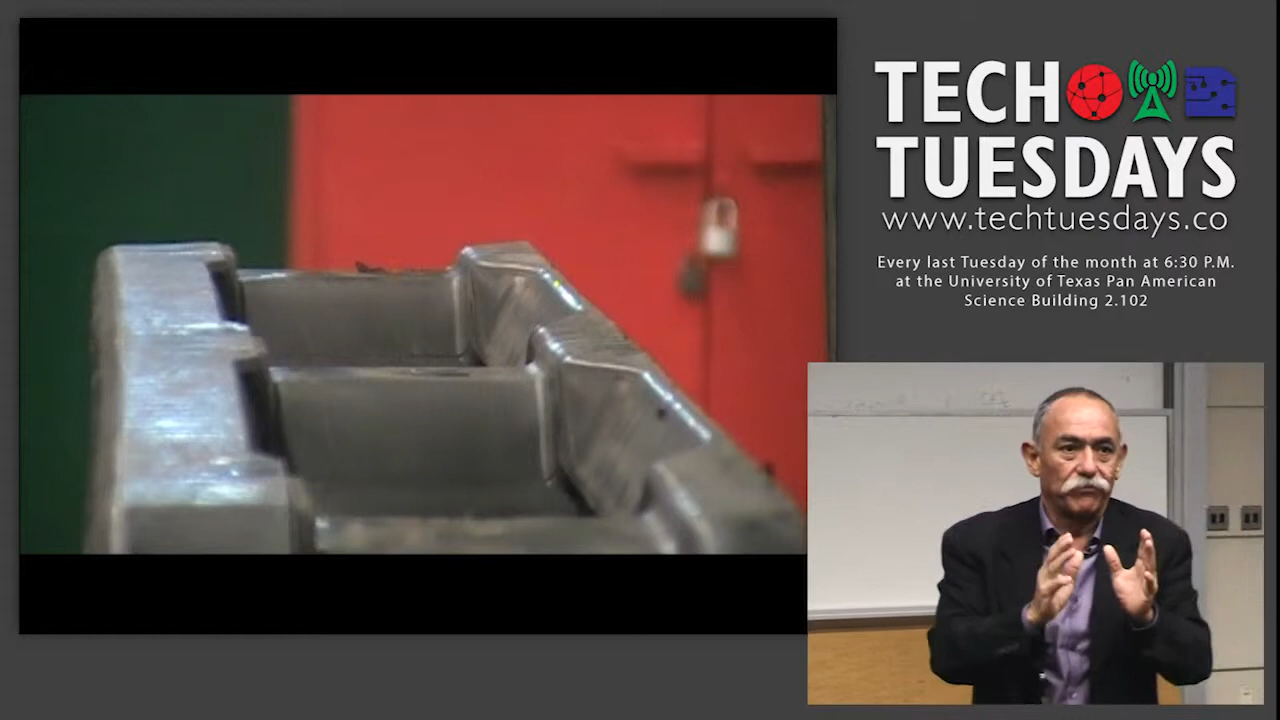 TECH
TUESDAYS
www.techtuesdays.co
Every last Tuesday of the month at 6:30 P.M.
at the University of Texas Pan American
Science Building 2.102